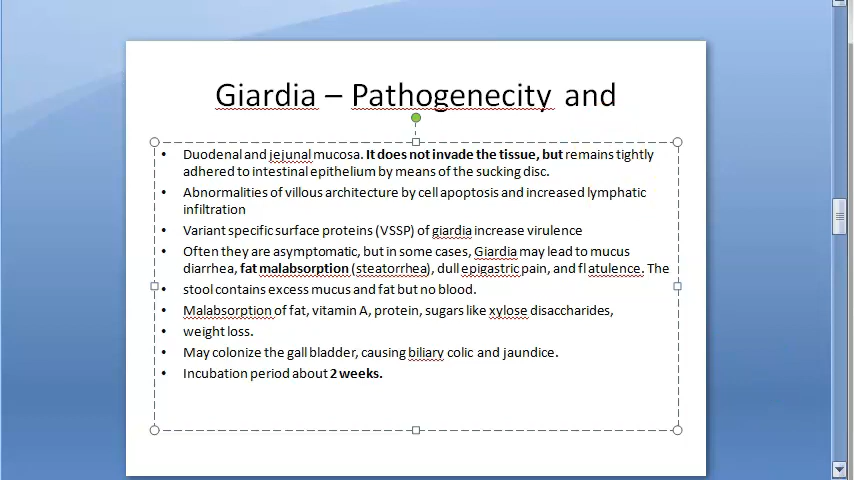 Giardia – Pathogenecity and
• Duodenal and jejunal mucosa. It does not invade the tissue, but remains tightly
adhered to intestinal epithelium by means of the sucking disc.
• Abnormalities of villous architecture by cell apoptosis and increased lymphatic
infiltration
• Variant specific surface proteins (VSSP) of giardia increase virulence
• Often they are asymptomatic, but in some cases, Giardia may lead to mucus
diarrhea, fat malabsorption (steatorrhea), dull epigastric pain, and flatulence. The
• stool contains excess mucus and fat but no blood.
• Malabsorption of fat, vitamin A, protein, sugars like xylose disaccharides,
• weight loss.
• May colonize the gall bladder, causing biliary colic and jaundice.
• Incubation period about 2 weeks.